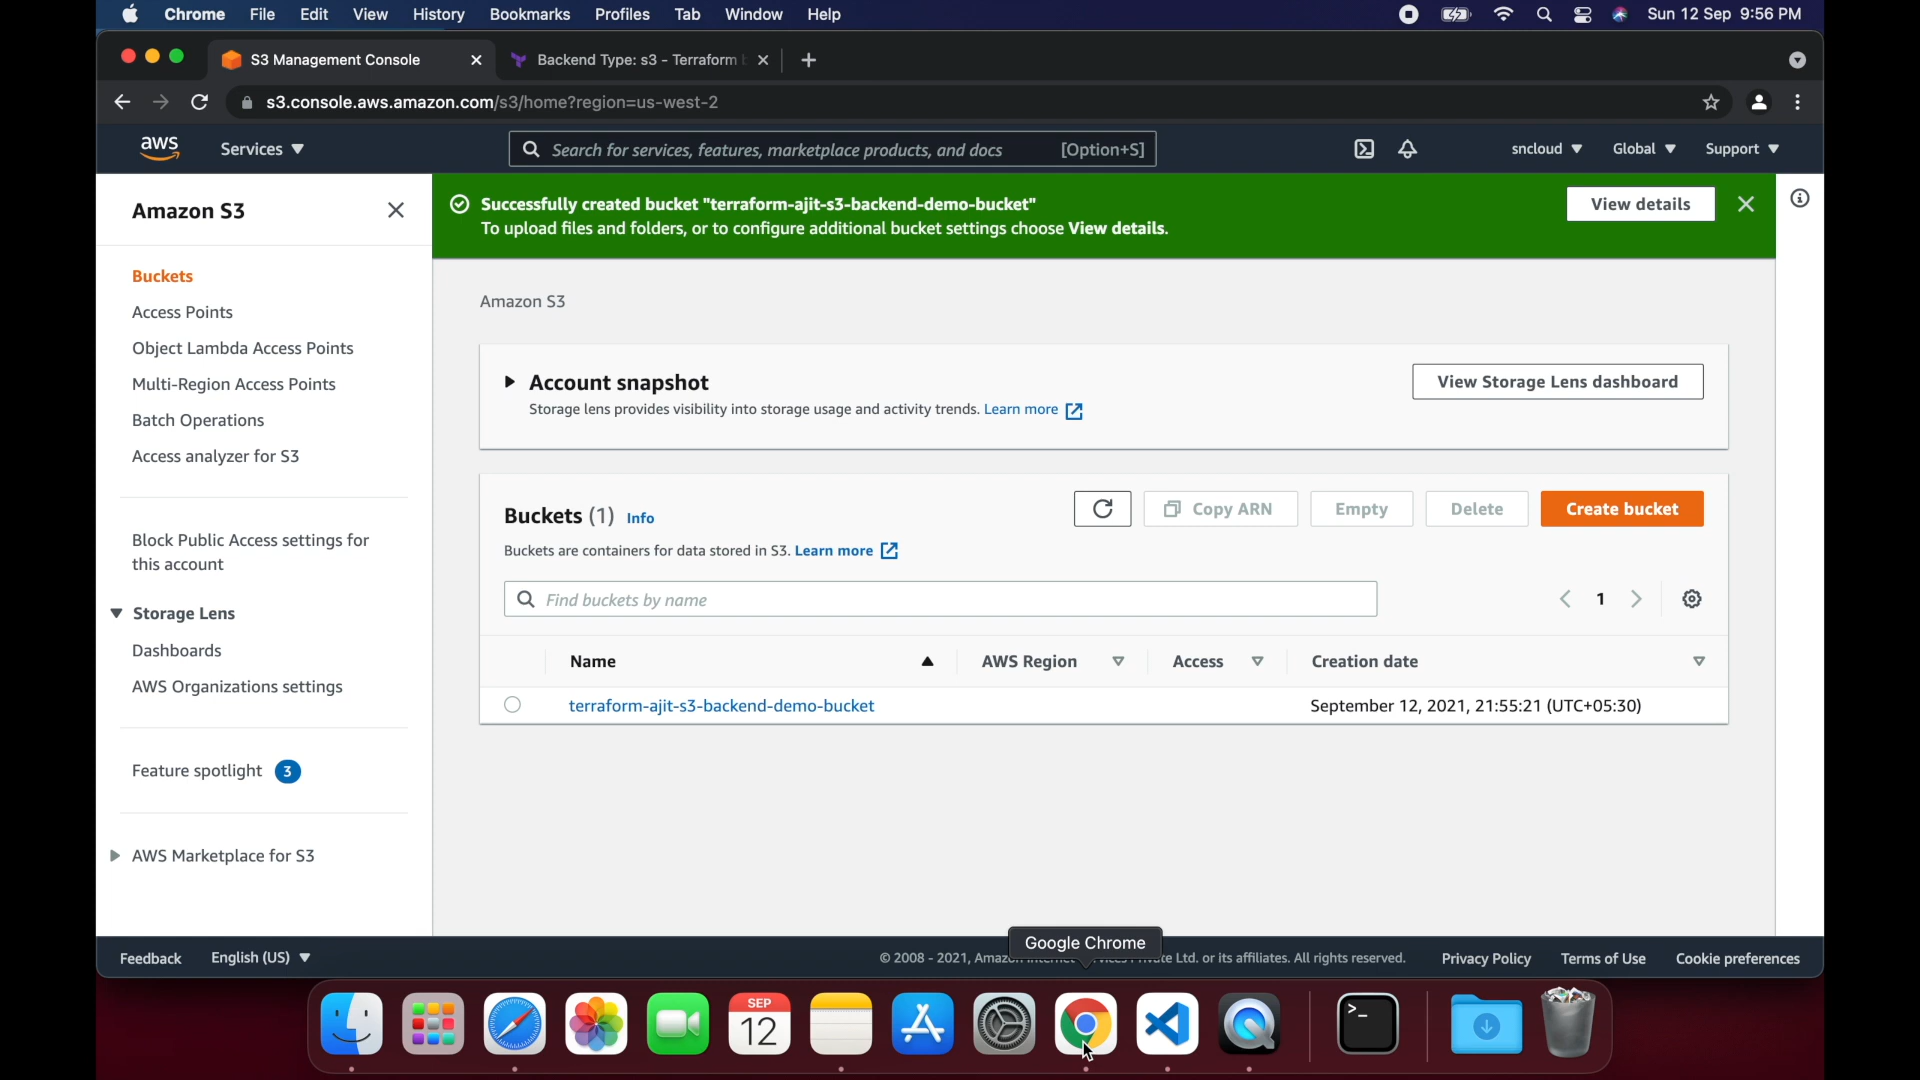 Chrome File Edit View History Bookmarks Profiles Tab Window Help Sun 12 Sep 9:56 PM
S3 Management Console Backend Type: s3 - Terraform
s3.console.aws.amazon.com/s3/home?region=us-west-2
aws Services Search for services, features, marketplace products, and docs [Option+S] sncloud Global Support
Amazon S3
Buckets
Access Points
Object Lambda Access Points
Multi-Region Access Points
Batch Operations
Access analyzer for S3
Block Public Access settings for
this account
Storage Lens
Dashboards
AWS Organizations settings
Feature spotlight 3
AWS Marketplace for S3
Successfully created bucket "terraform-ajit-s3-backend-demo-bucket"
To upload files and folders, or to configure additional bucket settings choose View details.
View details
Amazon S3
Account snapshot
Storage lens provides visibility into storage usage and activity trends. Learn more
View Storage Lens dashboard
Buckets (1) Info
Copy ARN Empty Delete Create bucket
Buckets are containers for data stored in S3. Learn more
Find buckets by name
1
Name AWS Region Access Creation date
terraform-ajit-s3-backend-demo-bucket September 12, 2021, 21:55:21 (UTC+05:30)
Google Chrome
Feedback English (US) © 2008 - 2021, Ltd. or its affiliates. All rights reserved. Privacy Policy Terms of Use Cookie preferences
SEP
12